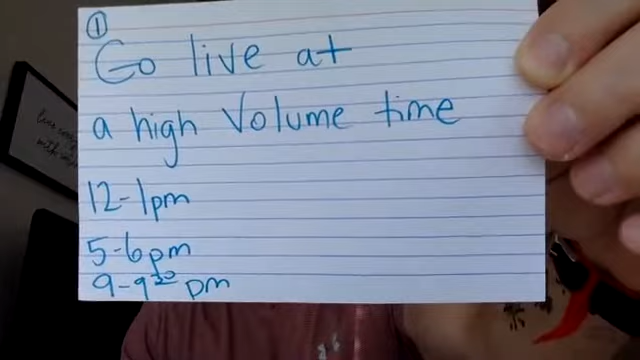 ①
Go live at
a high Volume time
12-1pm
5-6pm
9-9³⁰ pm